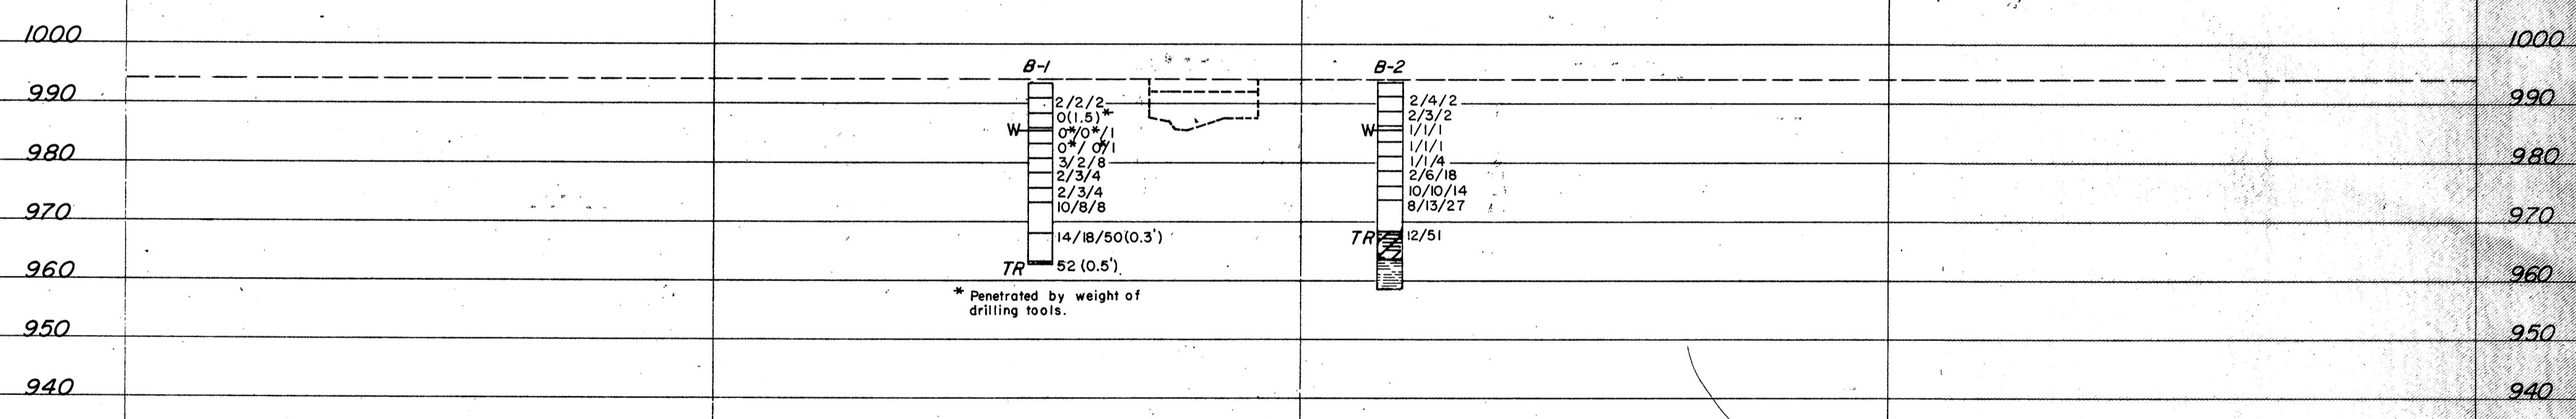 1000 1000
B-1 B-2
990 2/2/2 2/4/2 990
0(1.5)* 2/3/2
W 0*/0*/1 W 1/1/1
0*/0*/1 1/1/1
980 3/2/8 1/1/4 980
2/3/4 2/6/18
2/3/4 10/10/14
970 10/8/8 8/13/27 970
14/18/50(0.3') TR 12/51
960 TR 52 (0.5') 960
* Penetrated by weight of
drilling tools.
950 950
940 940